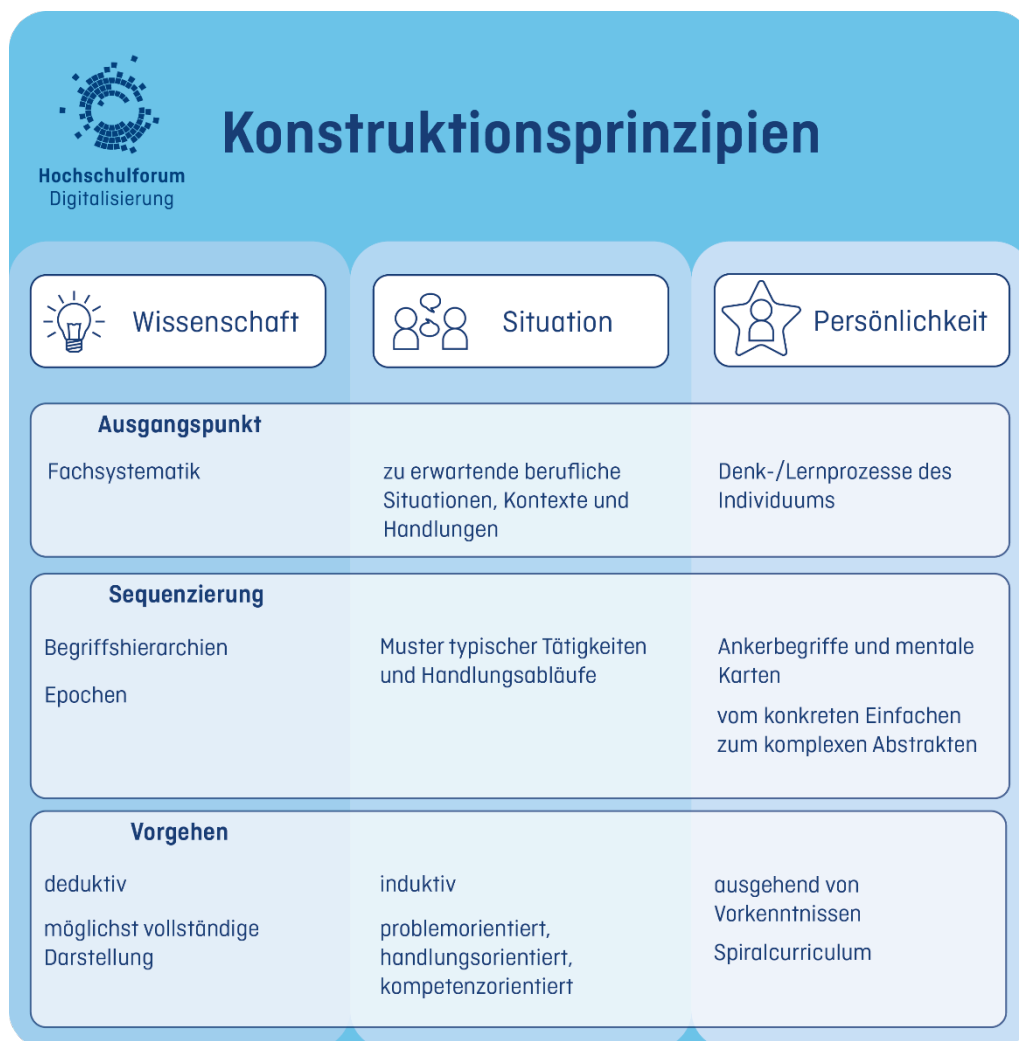 Hochschulforum
Digitalisierung
Konstruktionsprinzipien
Wissenschaft
Situation
Persönlichkeit
Ausgangspunkt
Fachsystematik
zu erwartende berufliche
Situationen, Kontexte und
Handlungen
Denk-/Lernprozesse des
Individuums
Sequenzierung
Begriffshierarchien
Epochen
Muster typischer Tätigkeiten
und Handlungsabläufe
Ankerbegriffe und mentale
Karten
vom konkreten Einfachen
zum komplexen Abstrakten
Vorgehen
deduktiv
möglichst vollständige
Darstellung
induktiv
problemorientiert,
handlungsorientiert,
kompetenzorientiert
ausgehend von
Vorkenntnissen
Spiralcurriculum